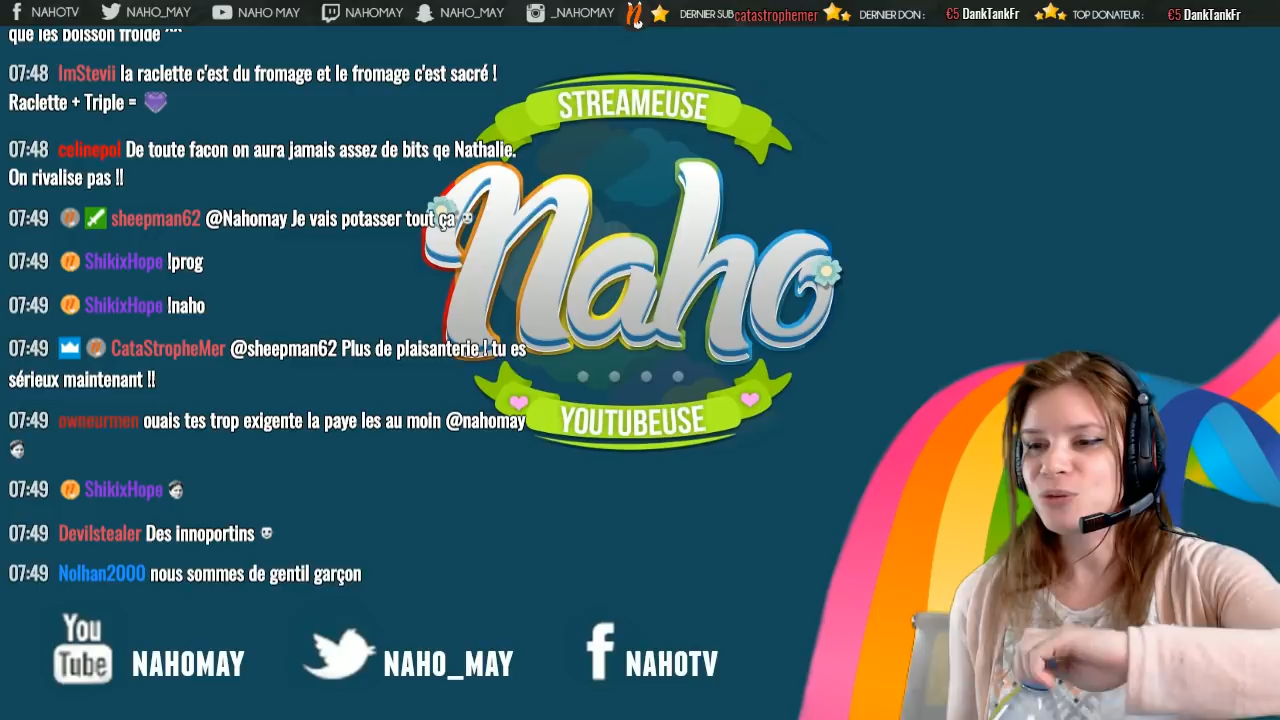 NAHOTV NAHO_MAY NAHO MAY NAHOMAY NAHO_MAY _NAHOMAY DERNIER SUB catastrophemer DERNIER DON : €5 DankTankFr TOP DONATEUR : €5 DankTankFr
que les boisson froide ^^
07:48 ImStevii la raclette c'est du fromage et le fromage c'est sacré !
Raclette + Triple =
07:48 celinepol De toute facon on aura jamais assez de bits qe Nathalie.
On rivalise pas !!
07:49 sheepman62 @Nahomay Je vais potasser tout ça
07:49 ShikixHope !prog
07:49 ShikixHope !naho
07:49 CataStropheMer @sheepman62 Plus de plaisanterie ! tu es
sérieux maintenant !!
07:49 owneurmen ouais tes trop exigente la paye les au moin @nahomay
07:49 ShikixHope
07:49 Devilstealer Des innoportins
07:49 Nolhan2000 nous sommes de gentil garçon
STREAMEUSE
Naho
YOUTUBEUSE
You
Tube
NAHOMAY NAHO_MAY NAHOTV